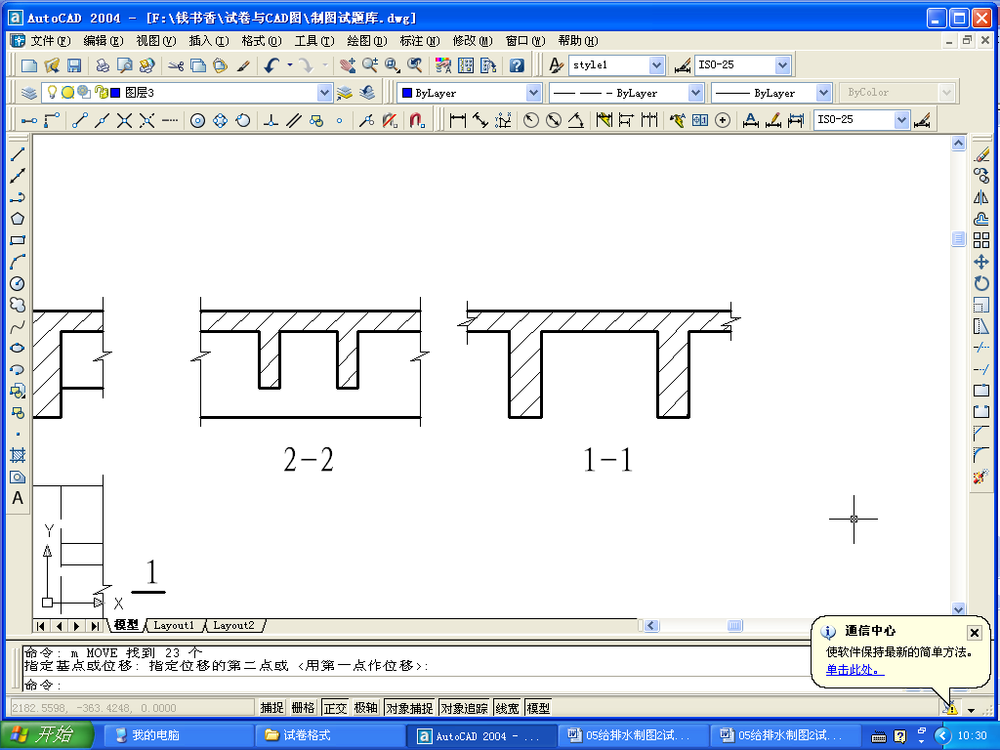 AutoCAD 2004 - [F:\钱书香\试卷与CAD图\制图试题库.dwg]
文件(F) 编辑(E) 视图(V) 插入(I) 格式(O) 工具(T) 绘图(D) 标注(N) 修改(M) 窗口(W) 帮助(H)
style1 ISO-25
图层3 ByLayer ByLayer ByLayer ByColor
ISO-25
2-2 1-1
Y
1
X
模型 Layout1 Layout2
命令: m MOVE 找到 23 个
指定基点或位移: 指定位移的第二点或 <用第一点作位移>:
命令:
通信中心
使软件保持最新的简单方法。
单击此处。
2182.5598, -363.4248, 0.0000 捕捉 栅格 正交 极轴 对象捕捉 对象追踪 线宽 模型
开始 我的电脑 试卷格式 AutoCAD 2004 - ... 05给排水制图2试... 05给排水制图2试... 10:30